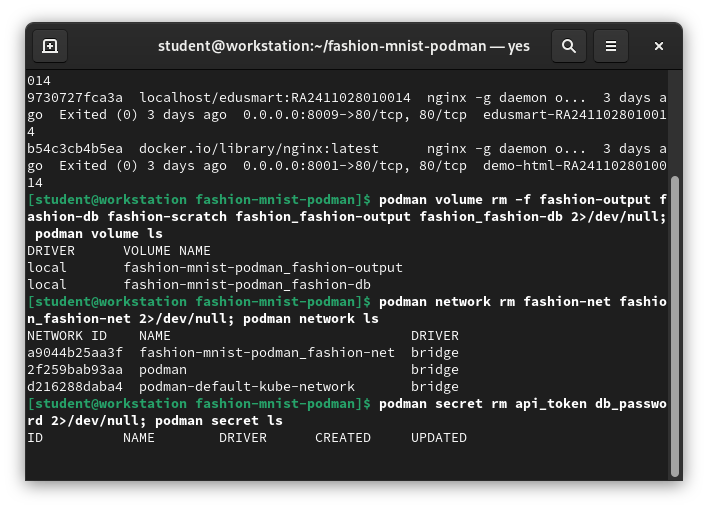 student@workstation:~/fashion-mnist-podman — yes
014
9730727fca3a  localhost/edusmart:RA2411028010014  nginx -g daemon o...  3 days a
go  Exited (0) 3 days ago  0.0.0.0:8009->80/tcp, 80/tcp  edusmart-RA241102801001
4
b54c3cb4b5ea  docker.io/library/nginx:latest      nginx -g daemon o...  3 days a
go  Exited (0) 3 days ago  0.0.0.0:8001->80/tcp, 80/tcp  demo-html-RA24110280100
14
[student@workstation fashion-mnist-podman]$ podman volume rm -f fashion-output f
ashion-db fashion-scratch fashion_fashion-output fashion_fashion-db 2>/dev/null;
 podman volume ls
DRIVER      VOLUME NAME
local       fashion-mnist-podman_fashion-output
local       fashion-mnist-podman_fashion-db
[student@workstation fashion-mnist-podman]$ podman network rm fashion-net fashio
n_fashion-net 2>/dev/null; podman network ls
NETWORK ID    NAME                              DRIVER
a9044b25aa3f  fashion-mnist-podman_fashion-net  bridge
2f259bab93aa  podman                            bridge
d216288daba4  podman-default-kube-network       bridge
[student@workstation fashion-mnist-podman]$ podman secret rm api_token db_passwo
rd 2>/dev/null; podman secret ls
ID          NAME        DRIVER      CREATED     UPDATED